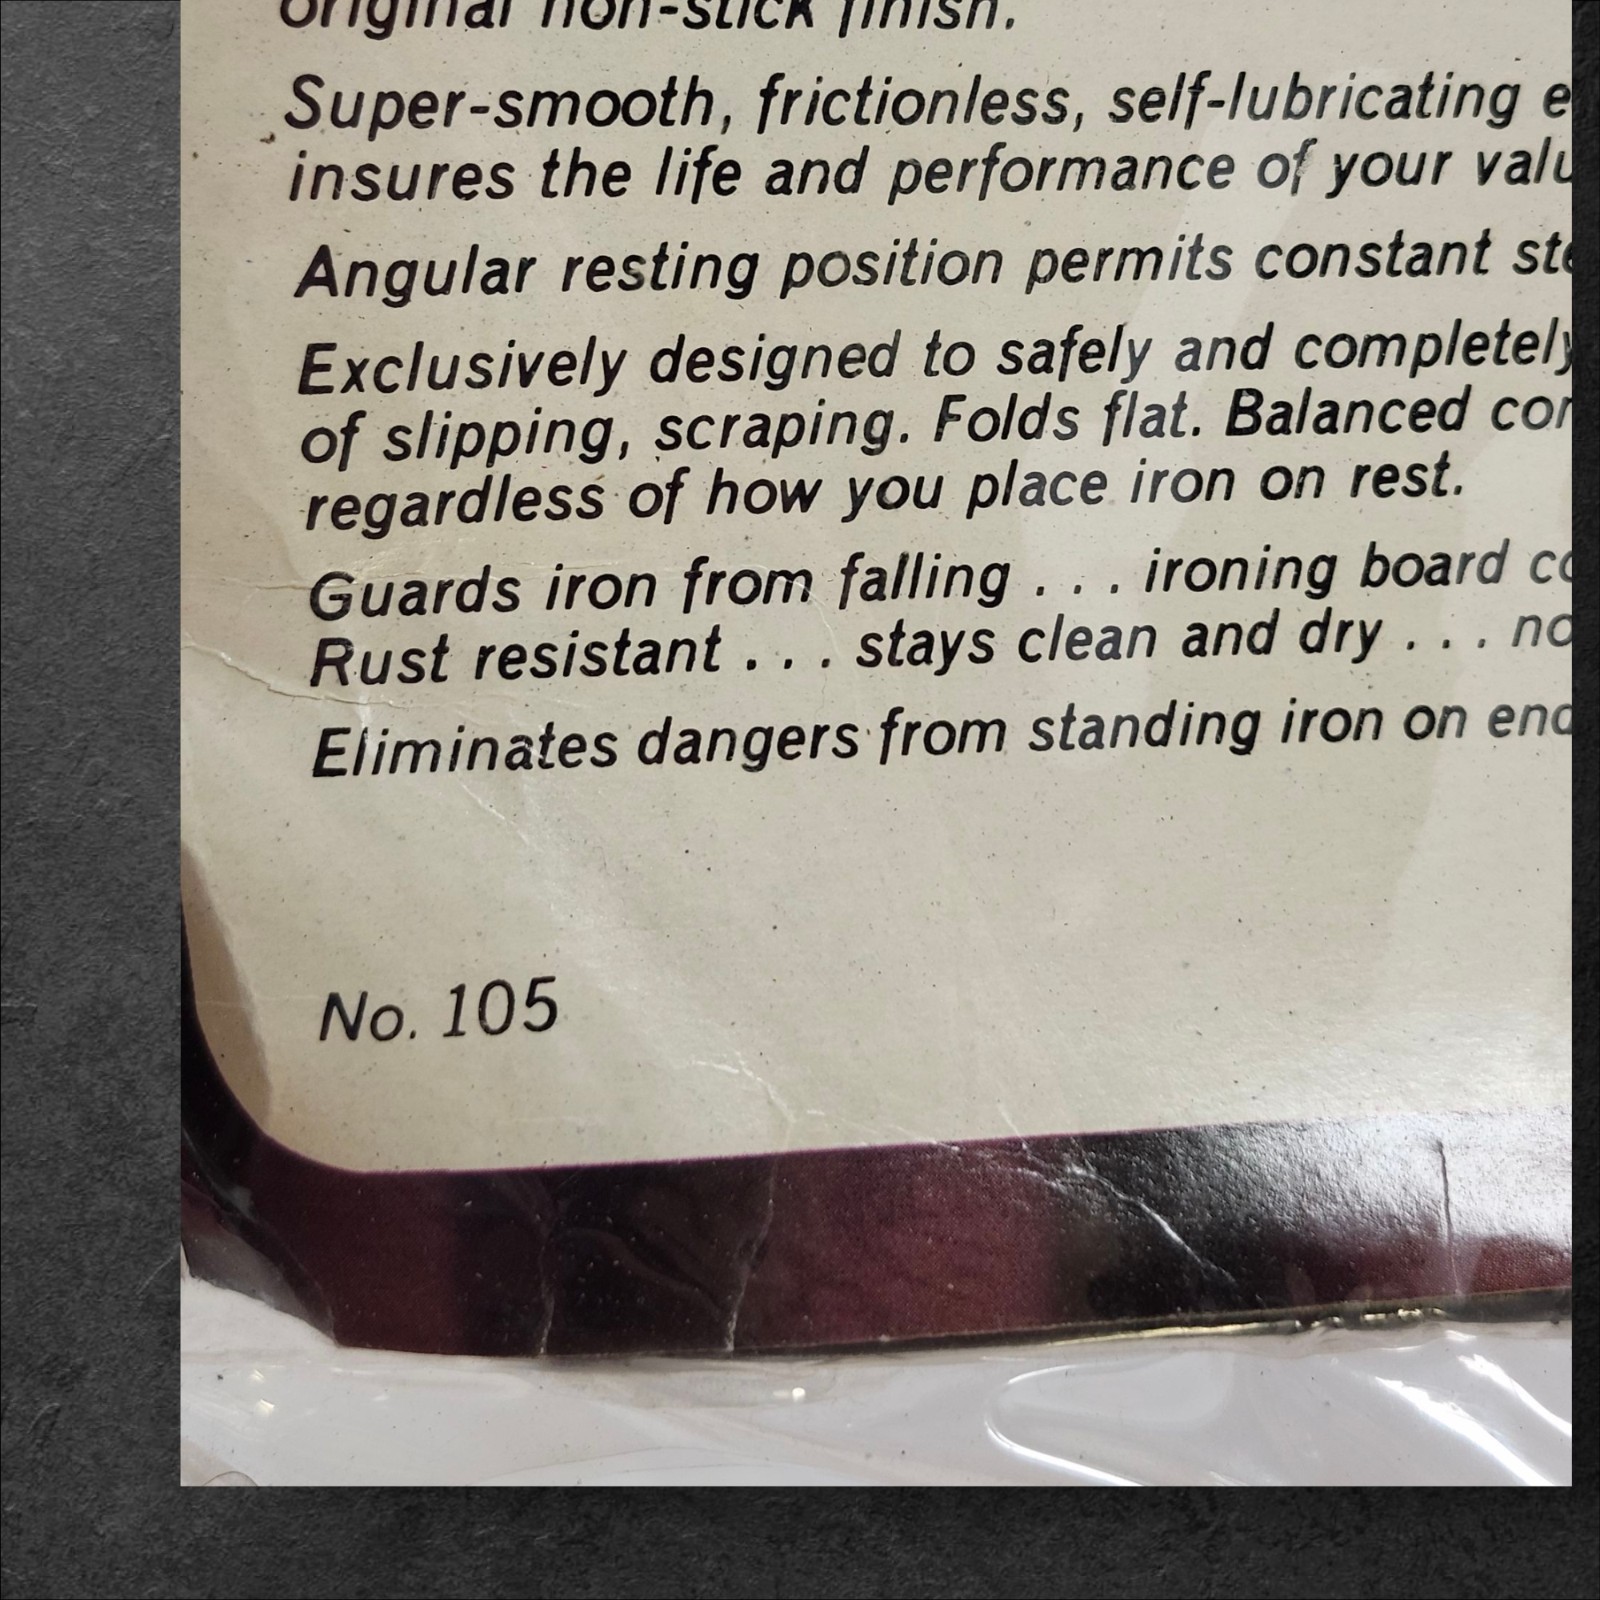 original non-stick finish.
Super-smooth, frictionless, self-lubricating
insures the life and performance of your
Angular resting position permits constant
Exclusively designed to safely and completely
of slipping, scraping. Folds flat. Balanced
regardless of how you place iron on rest.
Guards iron from falling . . . ironing board
Rust resistant . . . stays clean and dry . . .
Eliminates dangers from standing iron on
No. 105